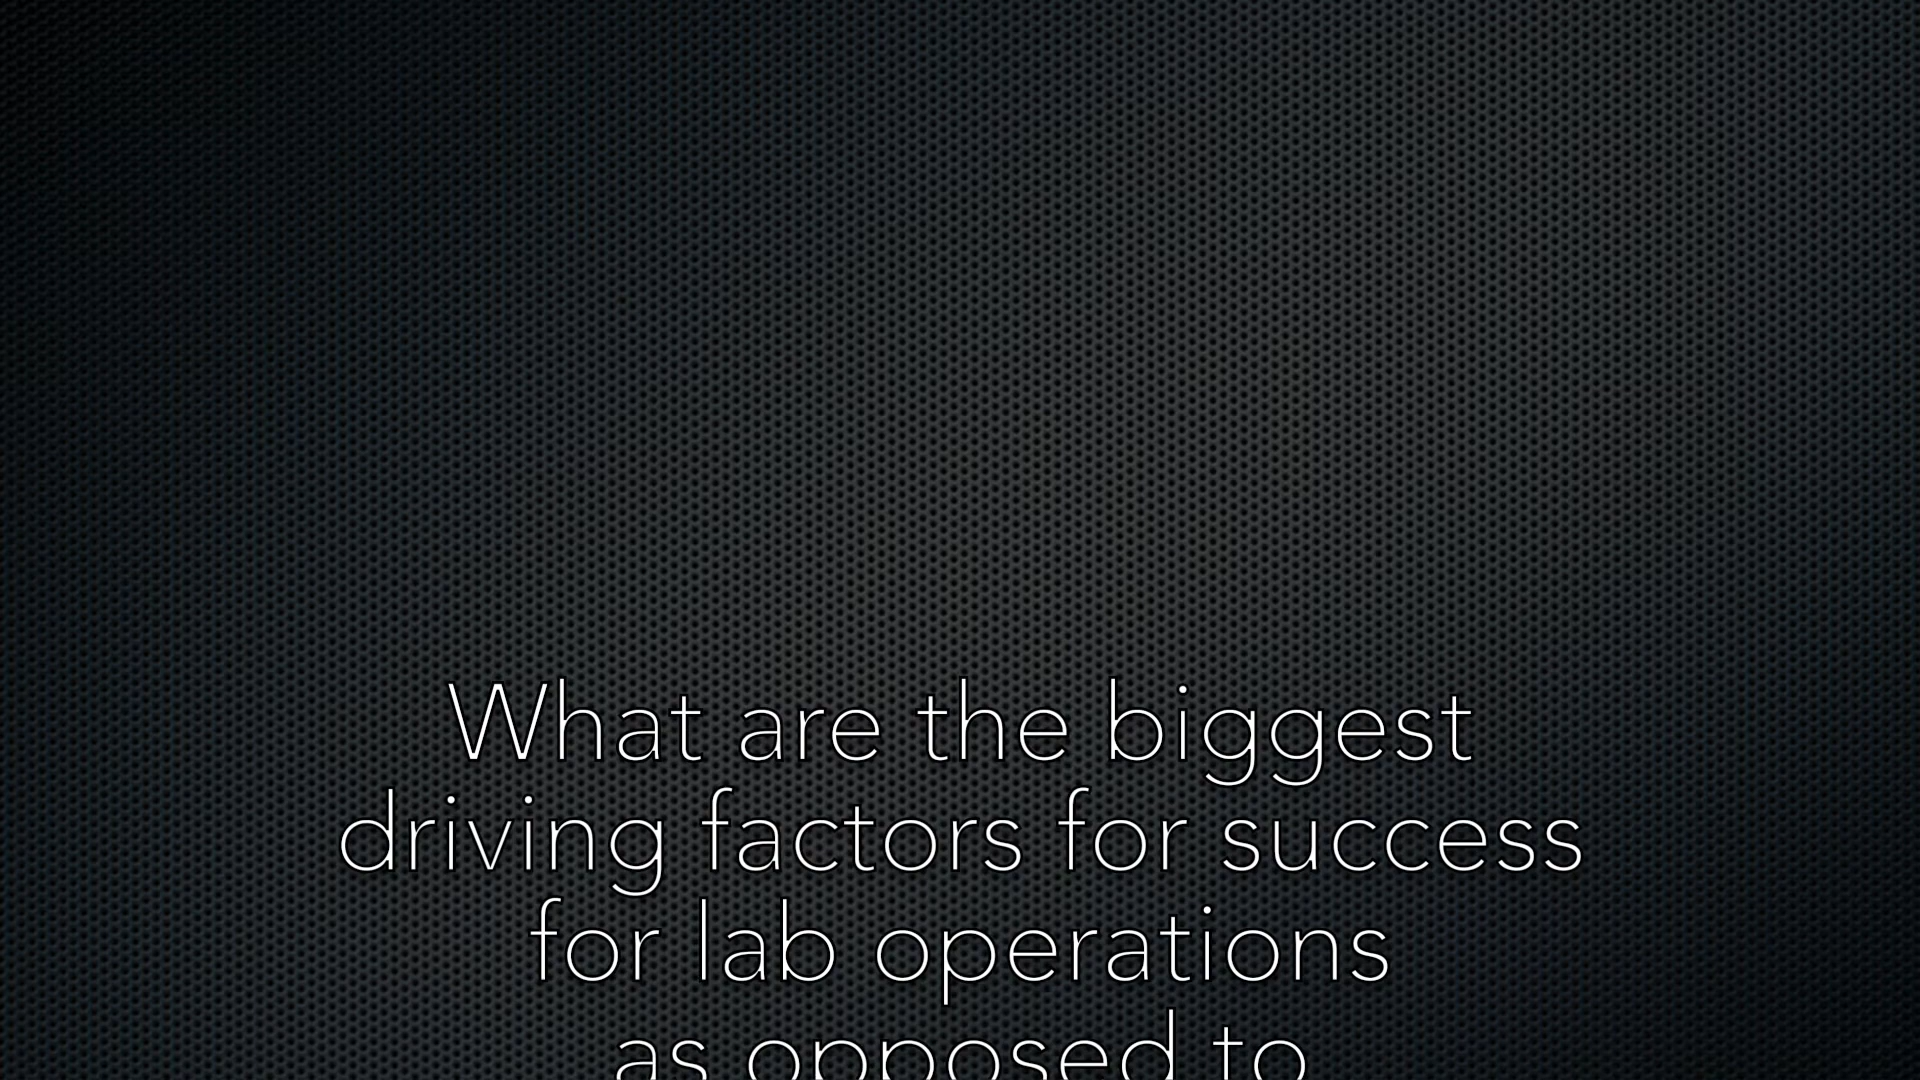 What are the biggest
driving factors for success
for lab operations
as opposed to